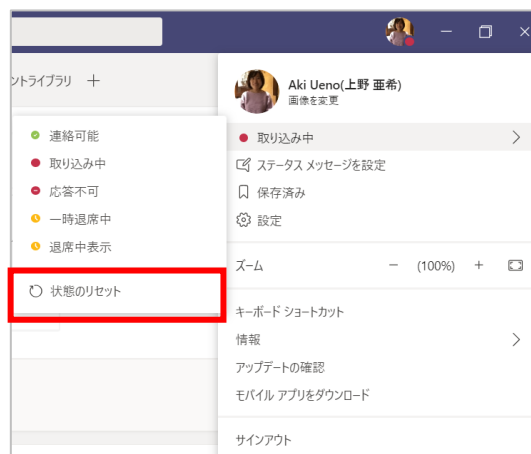 ントライブラリ
Aki Ueno(上野 亜希)
画像を変更
連絡可能
取り込み中
応答不可
一時退席中
退席中表示
状態のリセット
取り込み中
ステータス メッセージを設定
保存済み
設定
ズーム － (100%) +
キーボード ショートカット
情報
アップデートの確認
モバイル アプリをダウンロード
サインアウト